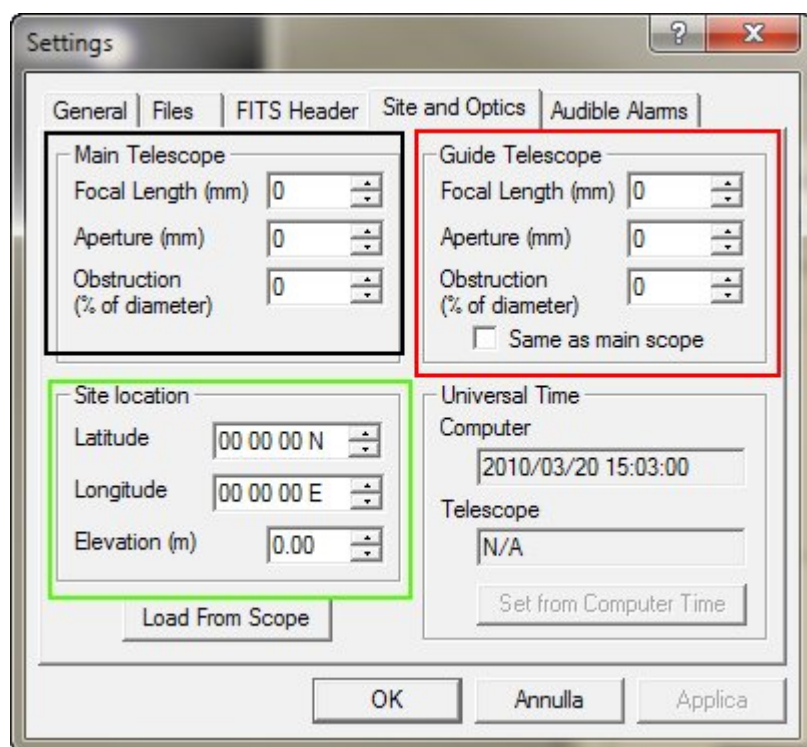 Settings
General Files FITS Header Site and Optics Audible Alarms
Main Telescope
Focal Length (mm) 0
Aperture (mm) 0
Obstruction
(% of diameter) 0
Guide Telescope
Focal Length (mm) 0
Aperture (mm) 0
Obstruction
(% of diameter) 0
Same as main scope
Site location
Latitude 00 00 00 N
Longitude 00 00 00 E
Elevation (m) 0.00
Load From Scope
Universal Time
Computer
2010/03/20 15:03:00
Telescope
N/A
Set from Computer Time
OK Annulla Applica